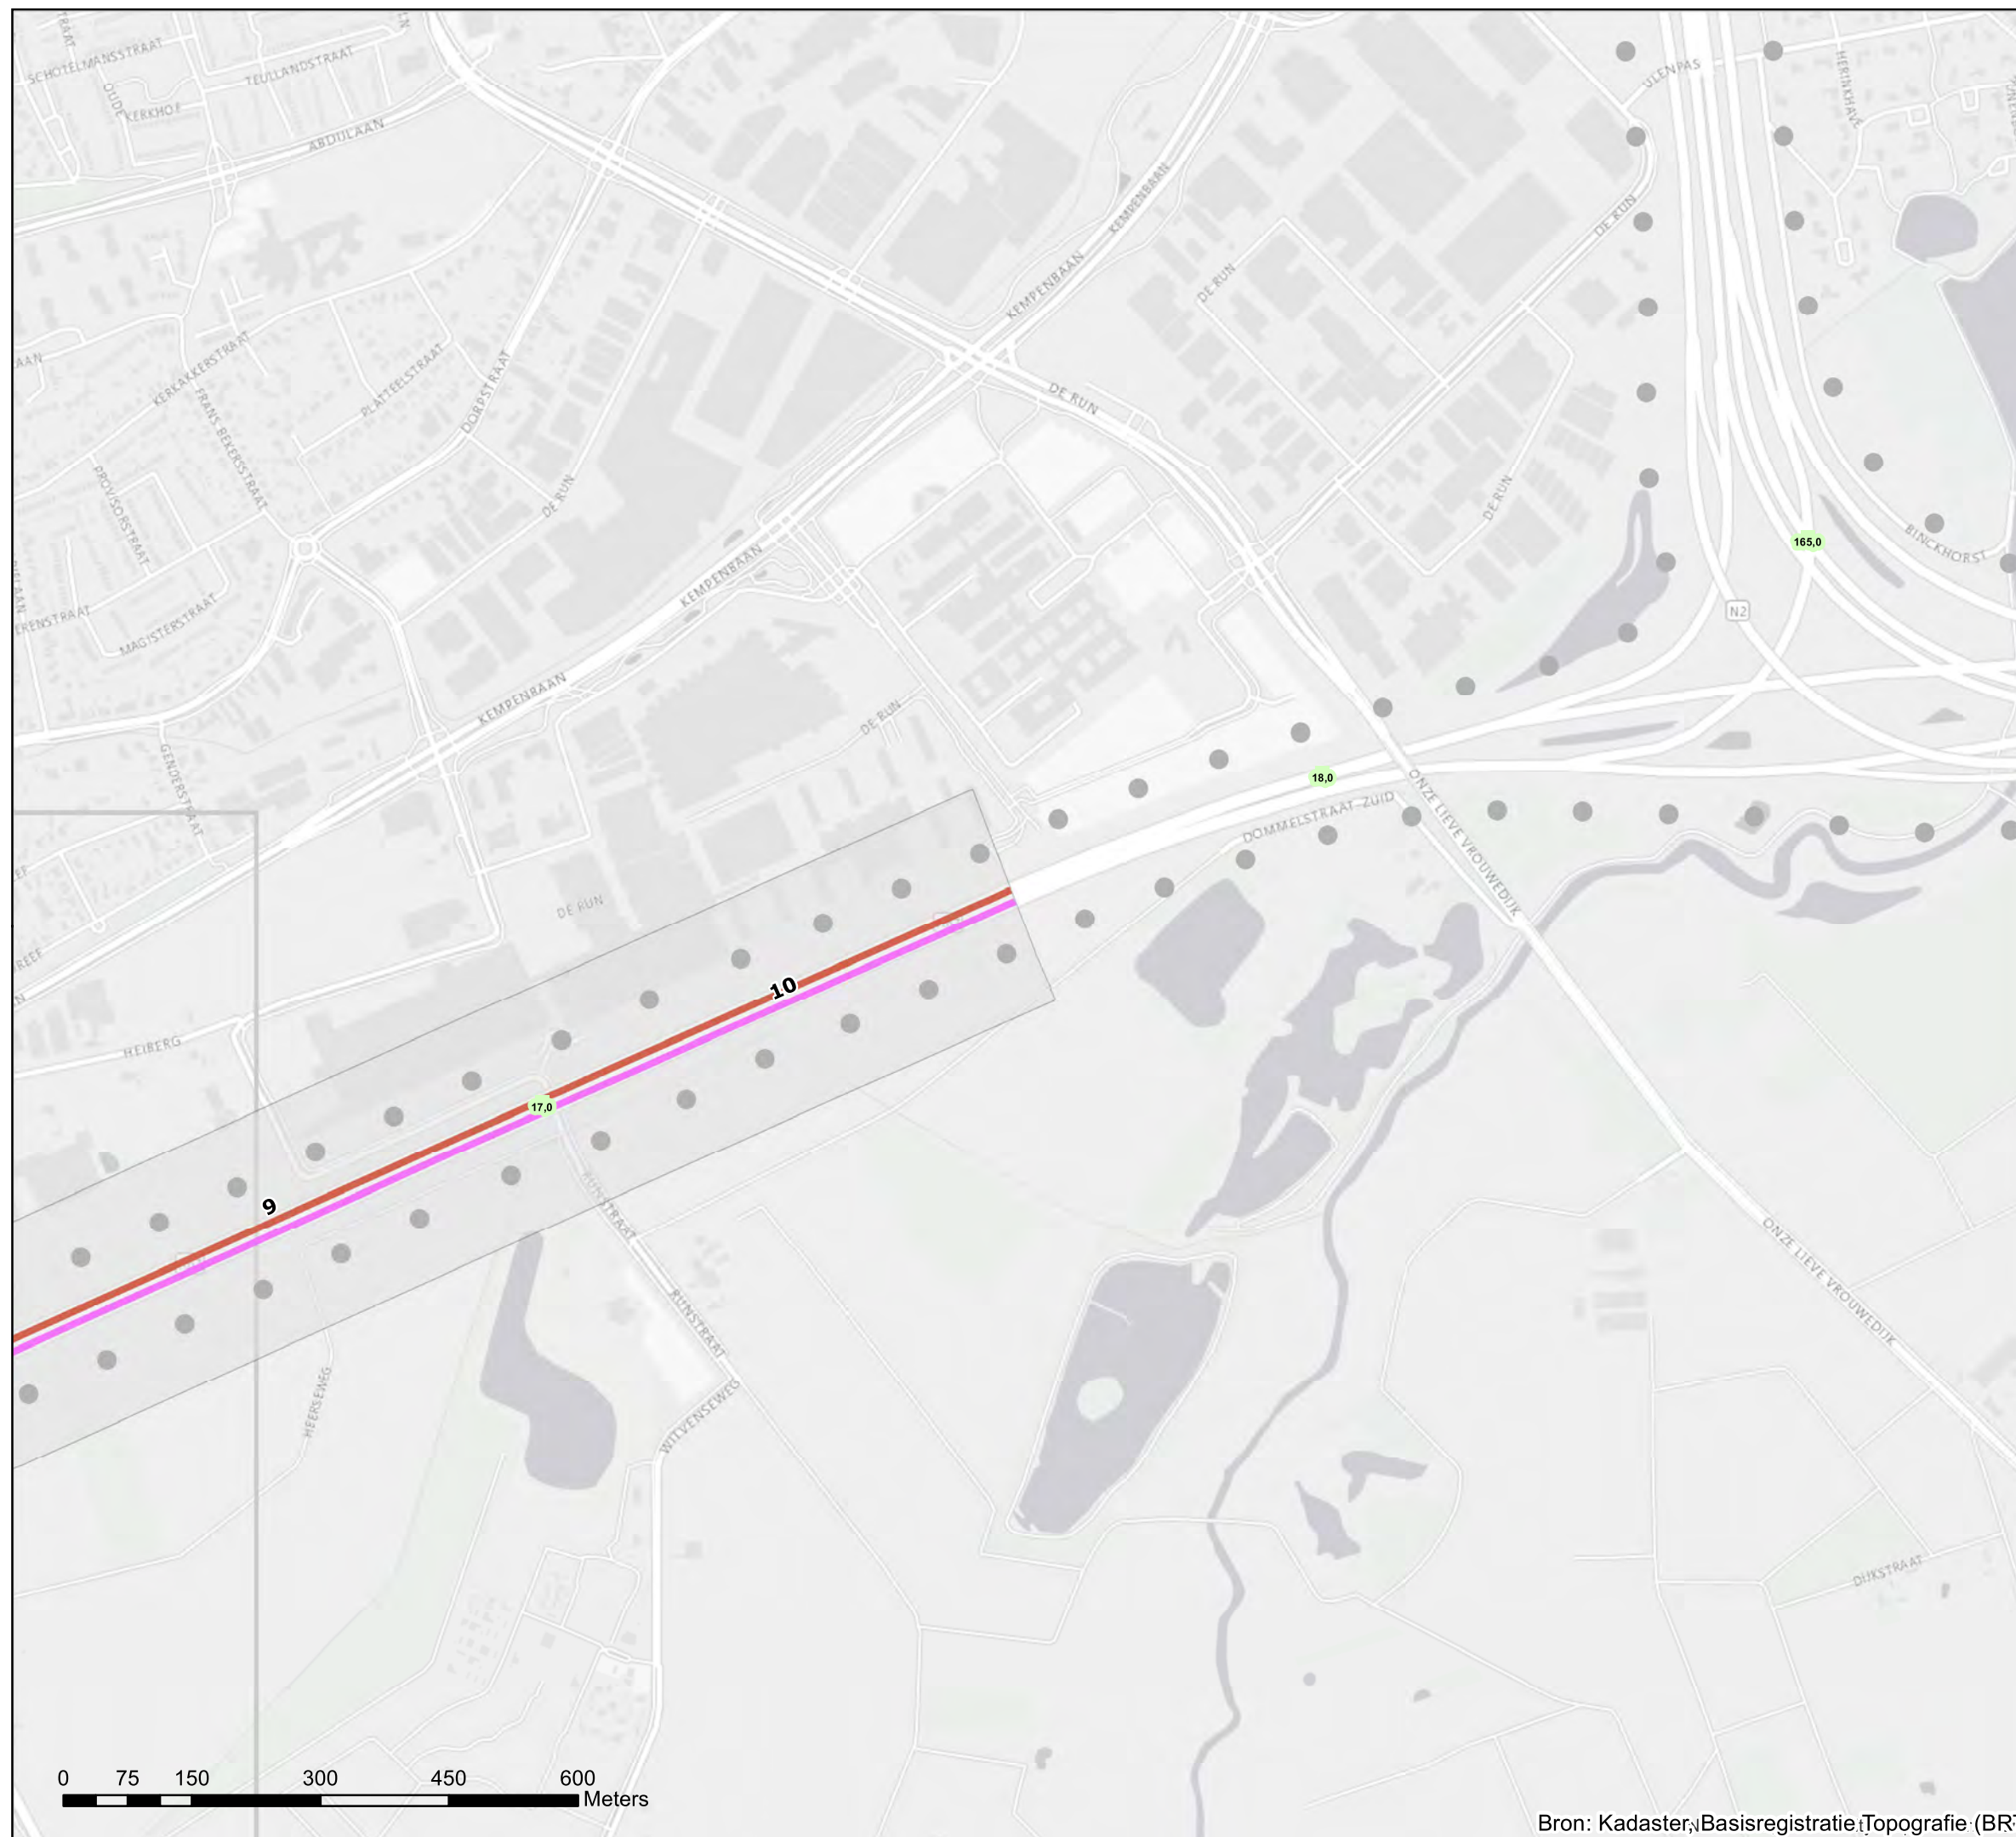 SCHOTELMANSSTRAAT
TEULLANDSTRAAT
OUDE
KERKHOF
ABDIJLAAN
ULENPAS
HERINKHAVE
KEMPENBAAN
DE RUN
KEMPENBAAN
DE RUN
KERKAKKERSTRAAT
PLATTEELSTRAAT
DORPSTRAAT
FRANS BEKERSSTRAAT
DE RUN
PROVISORSTRAAT
DE RUN
DE RUN
BINCKHORST
165,0
KEMPENBAAN
N2
MAGISTERSTRAAT
KEMPENBAAN
DE RUN
GENDERSTRAAT
18,0
DOMMELSTRAAT-ZUID
ONZE LIEVE VROUWEDIJK
DE RUN
10
HEIBERG
17,0
RUNSTRAAT
9
ONZE LIEVE VROUWEDIJK
RUNSTRAAT
HEERSEWEG
WITVENSEWEG
DIJKSTRAAT
0 75 150 300 450 600
Meters
Bron: Kadaster, Basisregistratie Topografie (BR